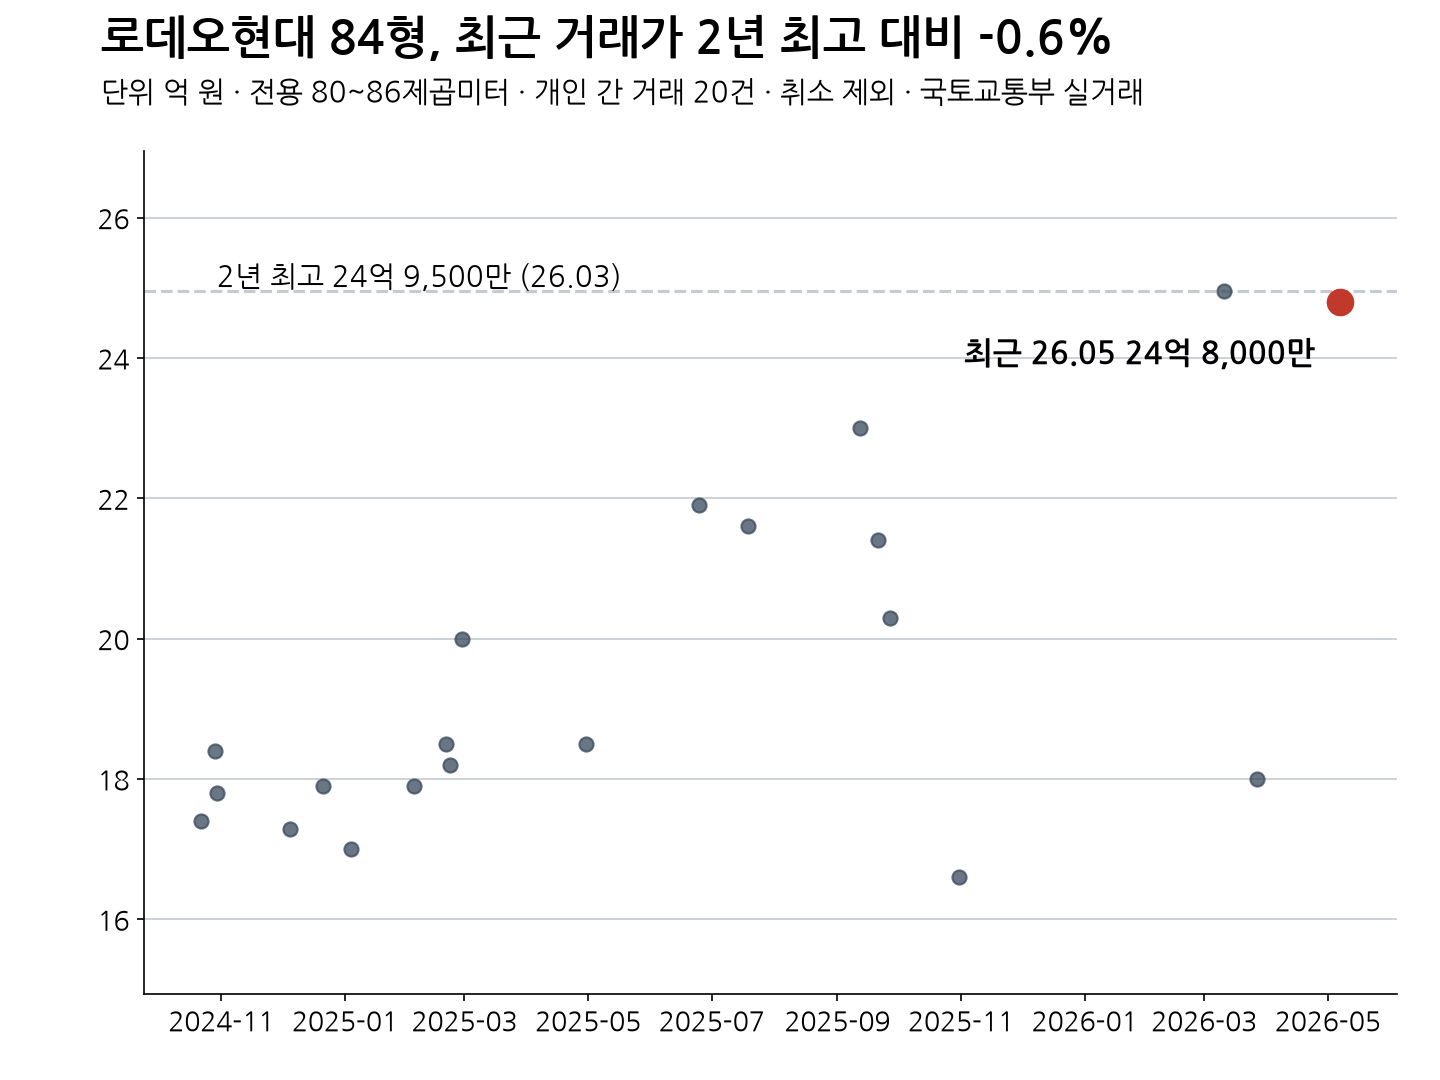 로데오현대 84형, 최근 거래가 2년 최고 대비 -0.6%
단위 억 원 · 전용 80~86제곱미터 · 개인 간 거래 20건 · 취소 제외 · 국토교통부 실거래
26
2년 최고 24억 9,500만 (26.03)
최근 26.05 24억 8,000만
24
22
20
18
16
2024-11 2025-01 2025-03 2025-05 2025-07 2025-09 2025-11 2026-01 2026-03 2026-05